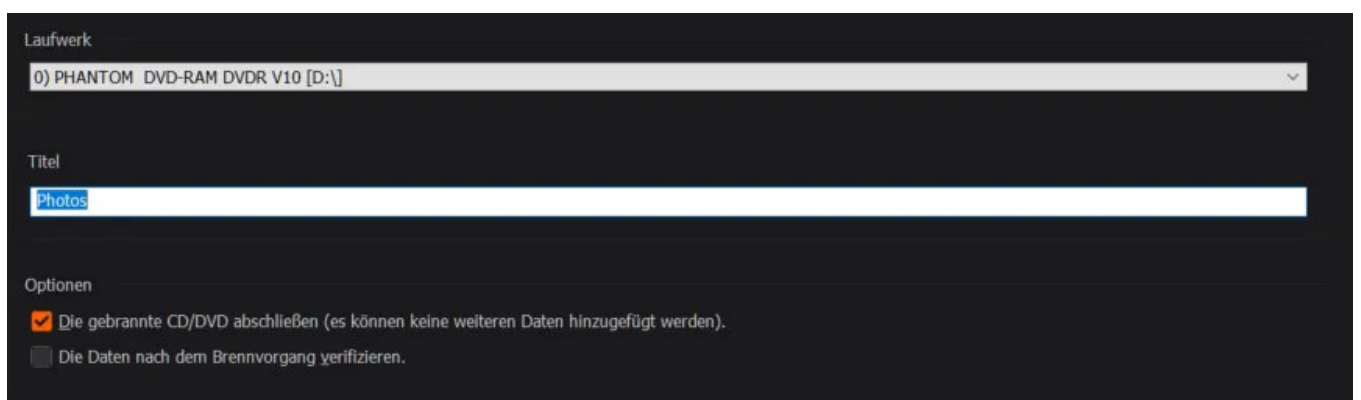 Laufwerk
0) PHANTOM  DVD-RAM DVDR V10 [D:\]
Titel
Photos
Optionen
Die gebrannte CD/DVD abschließen (es können keine weiteren Daten hinzugefügt werden).
Die Daten nach dem Brennvorgang verifizieren.